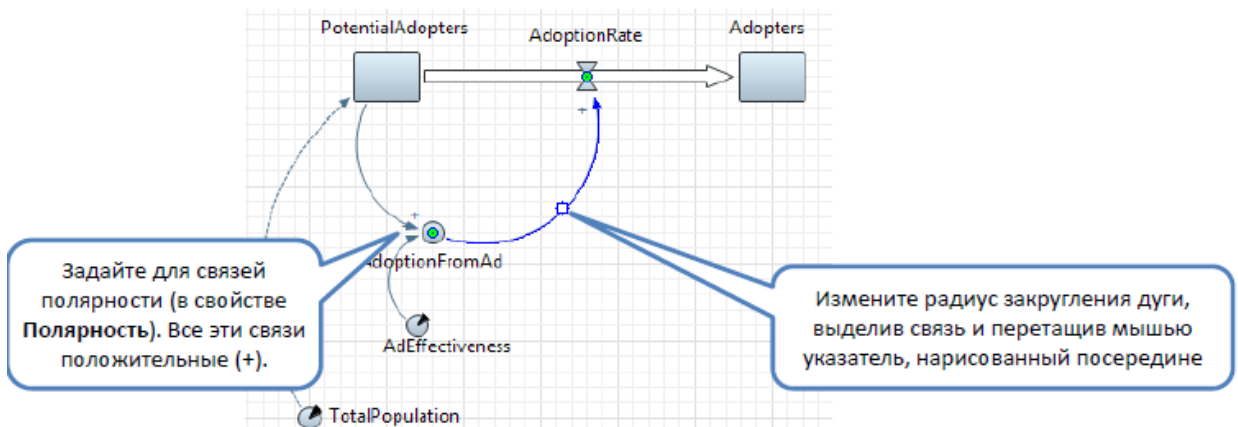 PotentialAdopters
AdoptionRate
Adopters
+
+
AdoptionFromAd
AdEffectiveness
TotalPopulation
Задайте для связей
полярности (в свойстве
Полярность). Все эти связи
положительные (+).
Измените радиус закругления дуги,
выделив связь и перетащив мышью
указатель, нарисованный посередине